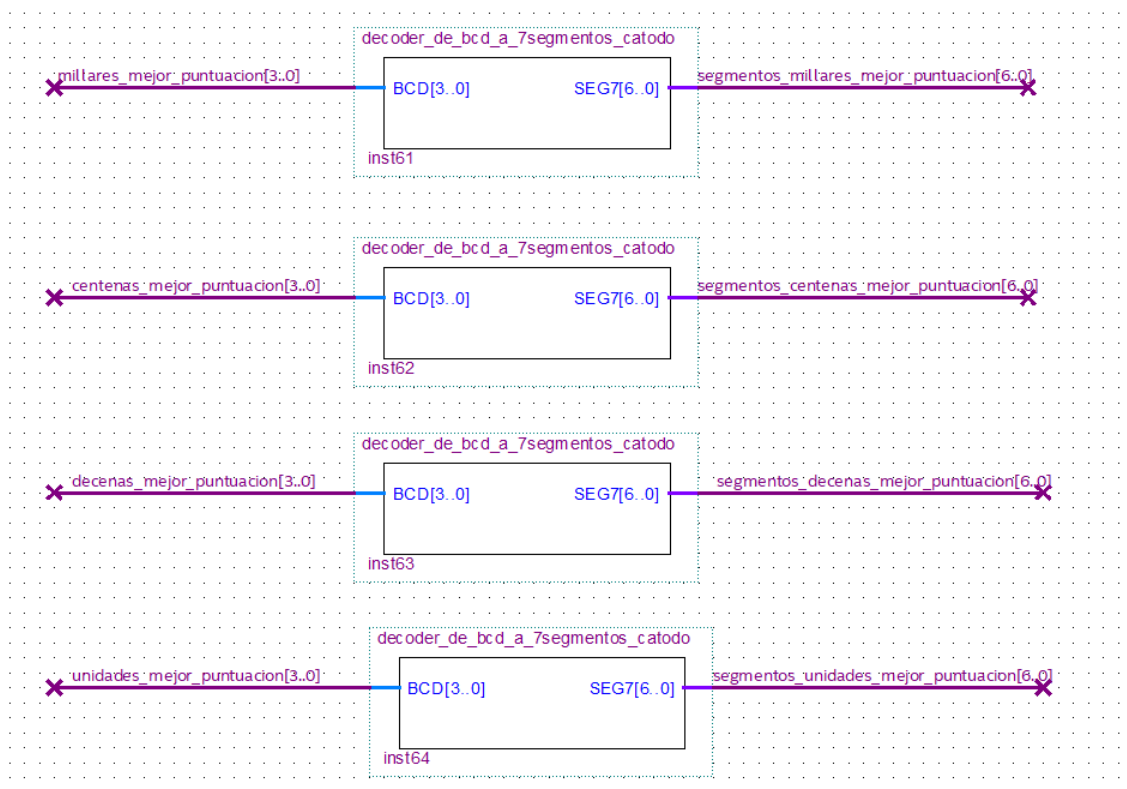 decoder_de_bcd_a_7segmentos_catodo
millares_mejor_puntuacion[3..0]
BCD[3..0]
SEG7[6..0]
segmentos_millares_mejor_puntuacion[6..0]
inst61
decoder_de_bcd_a_7segmentos_catodo
centenas_mejor_puntuacion[3..0]
BCD[3..0]
SEG7[6..0]
segmentos_centenas_mejor_puntuacion[6..0]
inst62
decoder_de_bcd_a_7segmentos_catodo
decenas_mejor_puntuacion[3..0]
BCD[3..0]
SEG7[6..0]
segmentos_decenas_mejor_puntuacion[6..0]
inst63
decoder_de_bcd_a_7segmentos_catodo
unidades_mejor_puntuacion[3..0]
BCD[3..0]
SEG7[6..0]
segmentos_unidades_mejor_puntuacion[6..0]
inst64